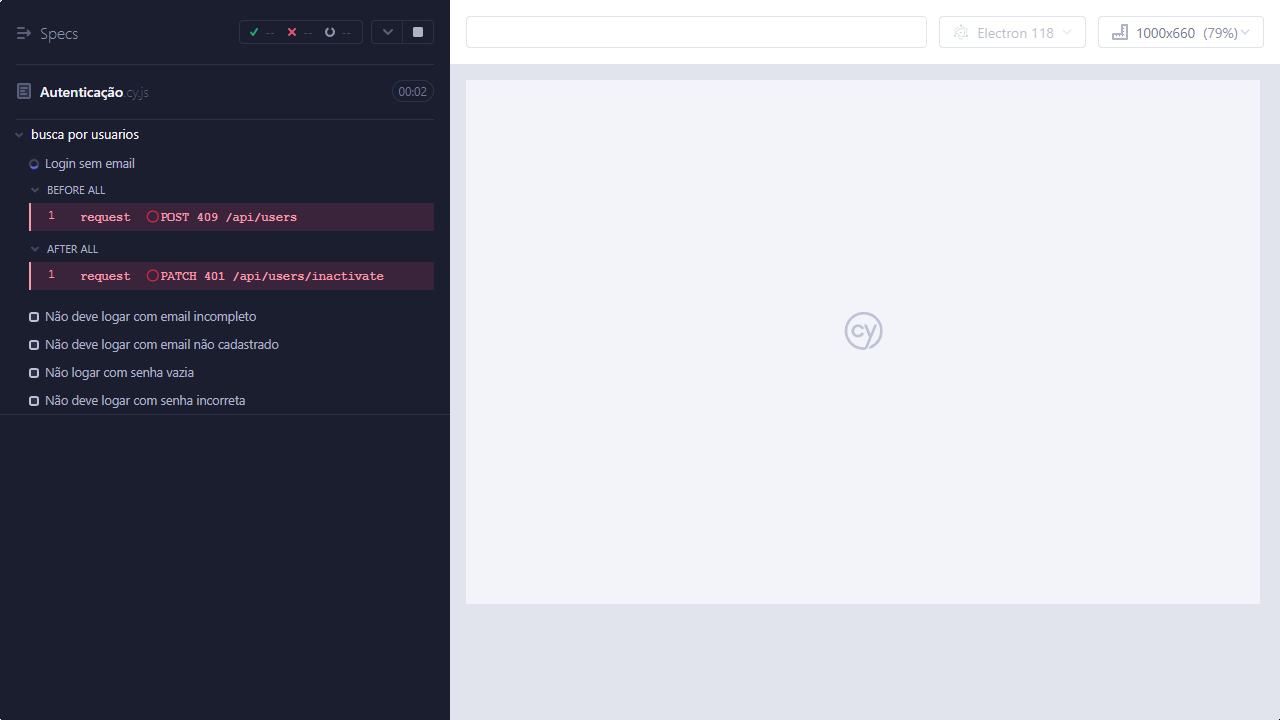 Specs
-- -- --
Electron 118
1000x660 (79%)
Autenticação cy.js
00:02
busca por usuarios
Login sem email
BEFORE ALL
1 request POST 409 /api/users
AFTER ALL
1 request PATCH 401 /api/users/inactivate
Não deve logar com email incompleto
Não deve logar com email não cadastrado
Não logar com senha vazia
Não deve logar com senha incorreta
cy